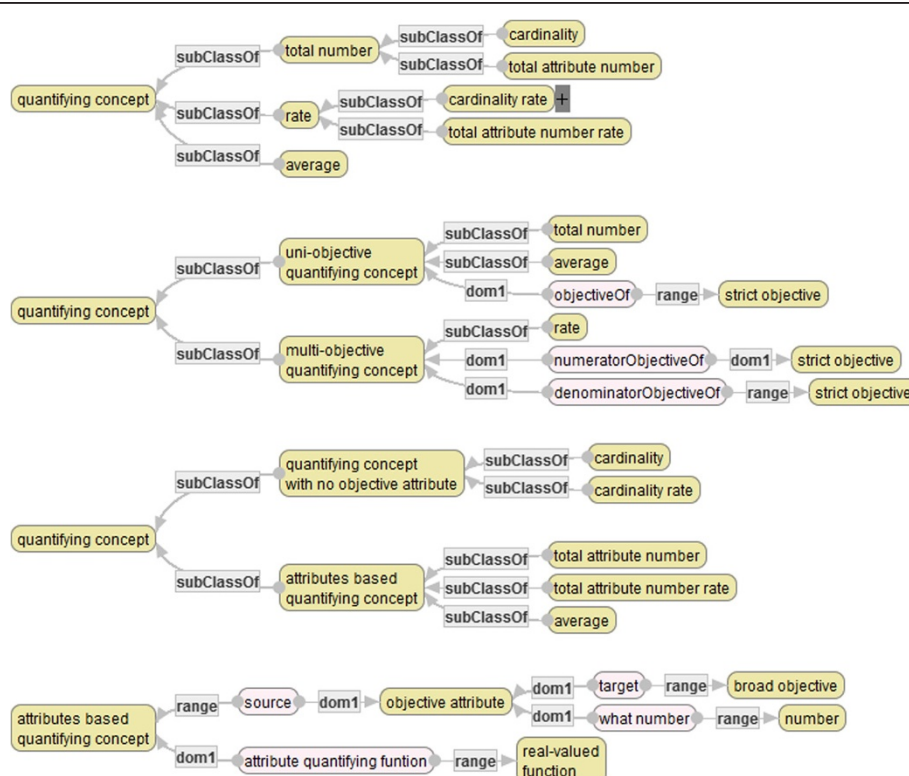 subClassOf
total number
subClassOf
cardinality
subClassOf
total attribute number
quantifying concept
subClassOf
rate
subClassOf
cardinality rate +
subClassOf
total attribute number rate
subClassOf
average
subClassOf
uni-objective
quantifying concept
subClassOf
total number
subClassOf
average
dom1
objectiveOf
range
strict objective
quantifying concept
subClassOf
multi-objective
quantifying concept
subClassOf
rate
dom1
numeratorObjectiveOf
dom1
strict objective
dom1
denominatorObjectiveOf
range
strict objective
subClassOf
quantifying concept
with no objective attribute
subClassOf
cardinality
subClassOf
cardinality rate
quantifying concept
subClassOf
attributes based
quantifying concept
subClassOf
total attribute number
subClassOf
total attribute number rate
subClassOf
average
attributes based
quantifying concept
range
source
dom1
objective attribute
dom1
target
range
broad objective
dom1
what number
range
number
dom1
attribute quantifying funtion
range
real-valued
function